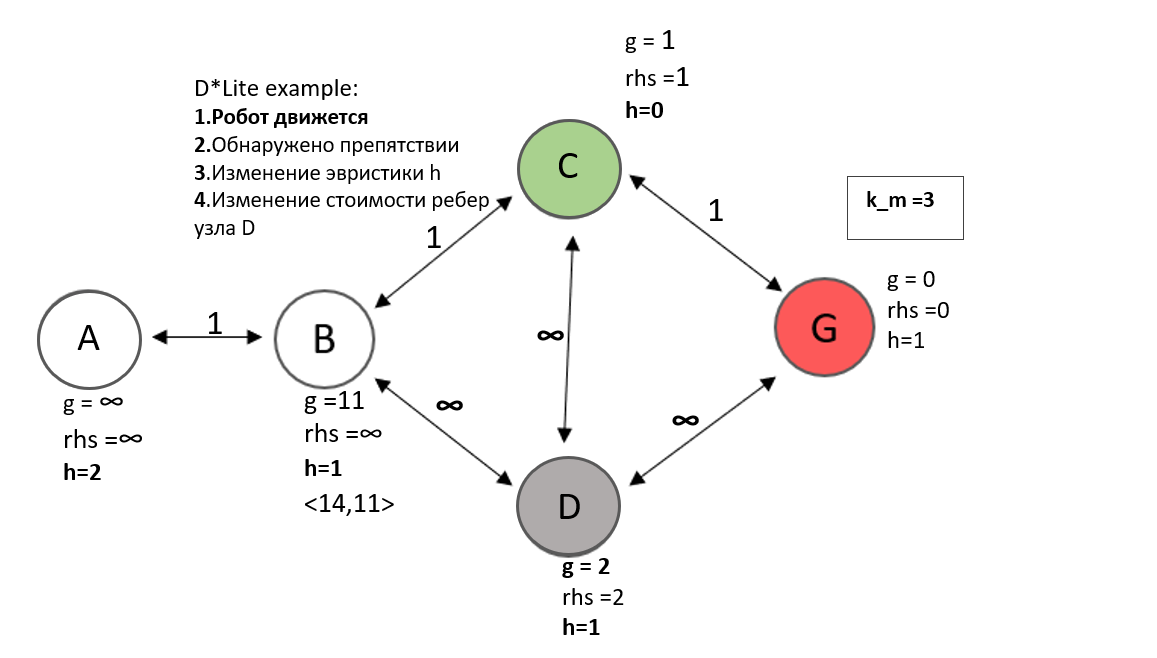 g = 1
rhs =1
h=0
D*Lite example:
1.Робот движется
2.Обнаружено препятствии
3.Изменение эвристики h
4.Изменение стоимости ребер
узла D
C
k_m =3
1
1
g = 0
rhs =0
h=1
A
1
B
∞
G
g = ∞
rhs =∞
h=2
g =11
rhs =∞
h=1
<14,11>
∞
∞
D
g = 2
rhs =2
h=1